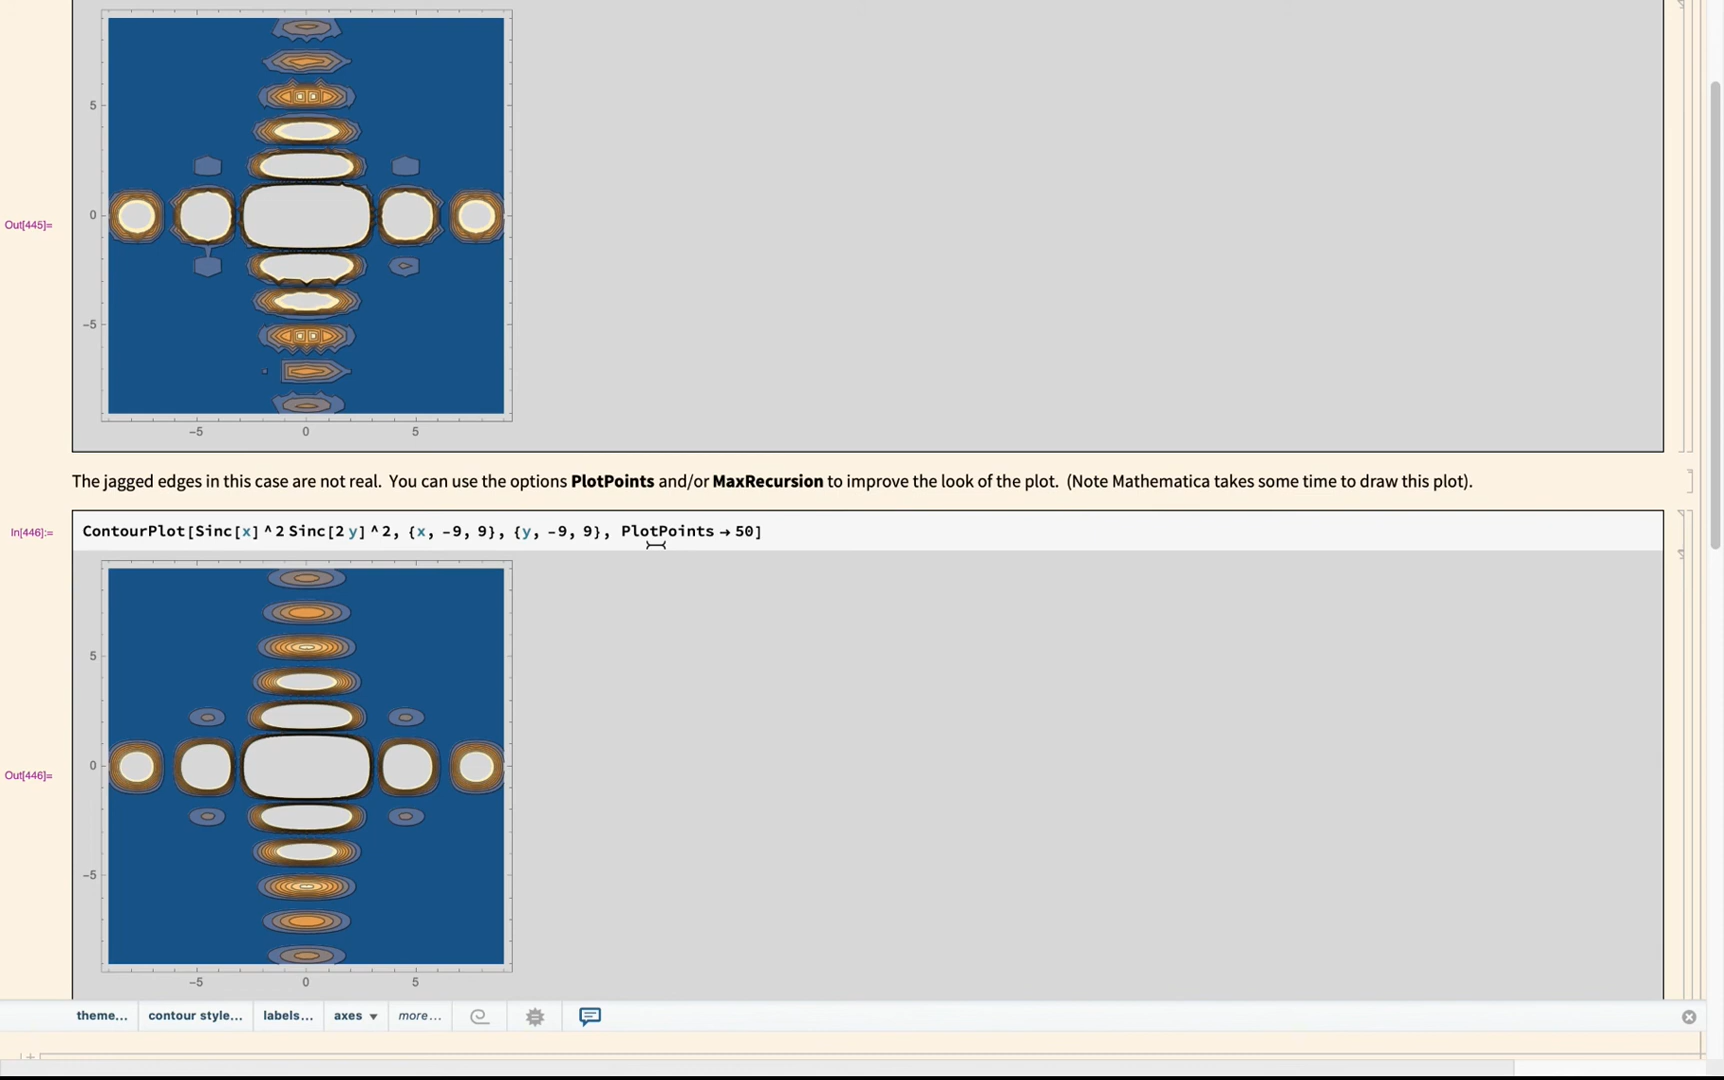 5
0
-5
Out[445]=
-5 0 5
The jagged edges in this case are not real. You can use the options PlotPoints and/or MaxRecursion to improve the look of the plot. (Note Mathematica takes some time to draw this plot).
In[446]:= ContourPlot[Sinc[x]^2 Sinc[2 y]^2, {x, -9, 9}, {y, -9, 9}, PlotPoints → 50]
5
0
Out[446]=
-5
-5 0 5
theme... contour style... labels... axes ▼ more...